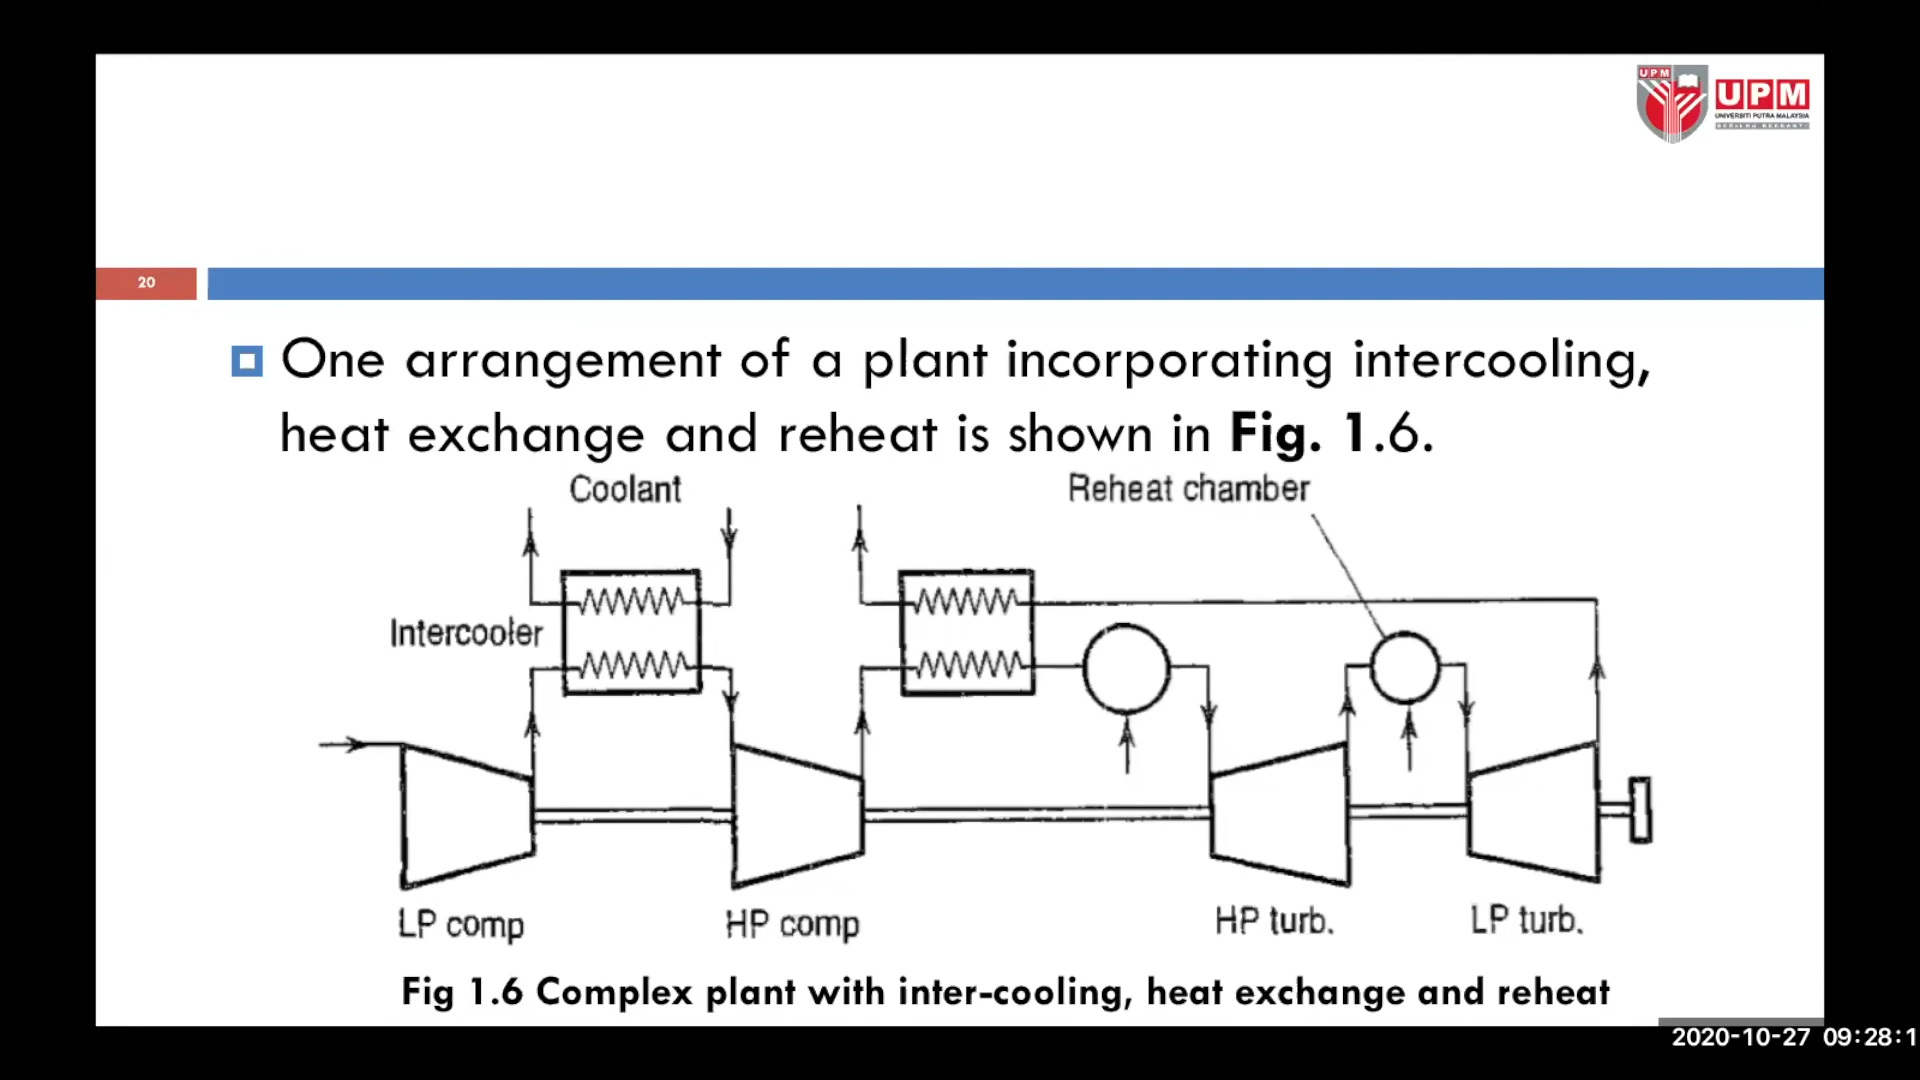 UPM
UPM
UNIVERSITI PUTRA MALAYSIA
20
One arrangement of a plant incorporating intercooling,
heat exchange and reheat is shown in Fig. 1.6.
Coolant
Reheat chamber
Intercooler
LP comp
HP comp
HP turb.
LP turb.
Fig 1.6 Complex plant with inter-cooling, heat exchange and reheat
2020-10-27 09:28:1